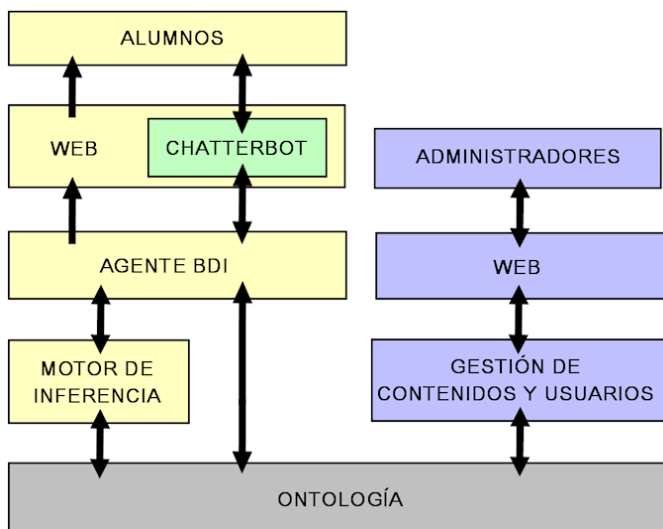 ALUMNOS
WEB
CHATTERBOT
ADMINISTRADORES
AGENTE BDI
WEB
MOTOR DE
INFERENCIA
GESTIÓN DE
CONTENIDOS Y USUARIOS
ONTOLOGÍA